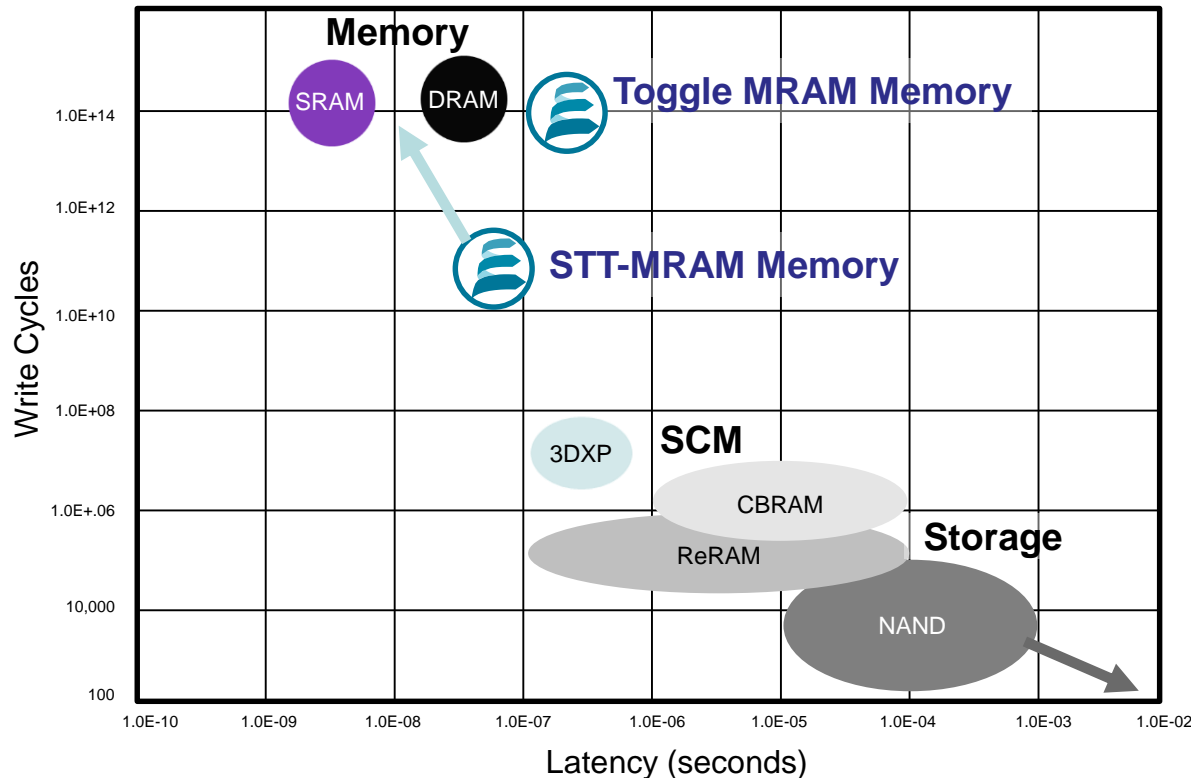 Memory
SRAM
DRAM
Toggle MRAM Memory
1.0E+14
1.0E+12
STT-MRAM Memory
1.0E+10
Write Cycles
1.0E+08
SCM
3DXP
CBRAM
1.0E+.06
Storage
ReRAM
10,000
NAND
100
1.0E-10 1.0E-09 1.0E-08 1.0E-07 1.0E-06 1.0E-05 1.0E-04 1.0E-03 1.0E-02
Latency (seconds)